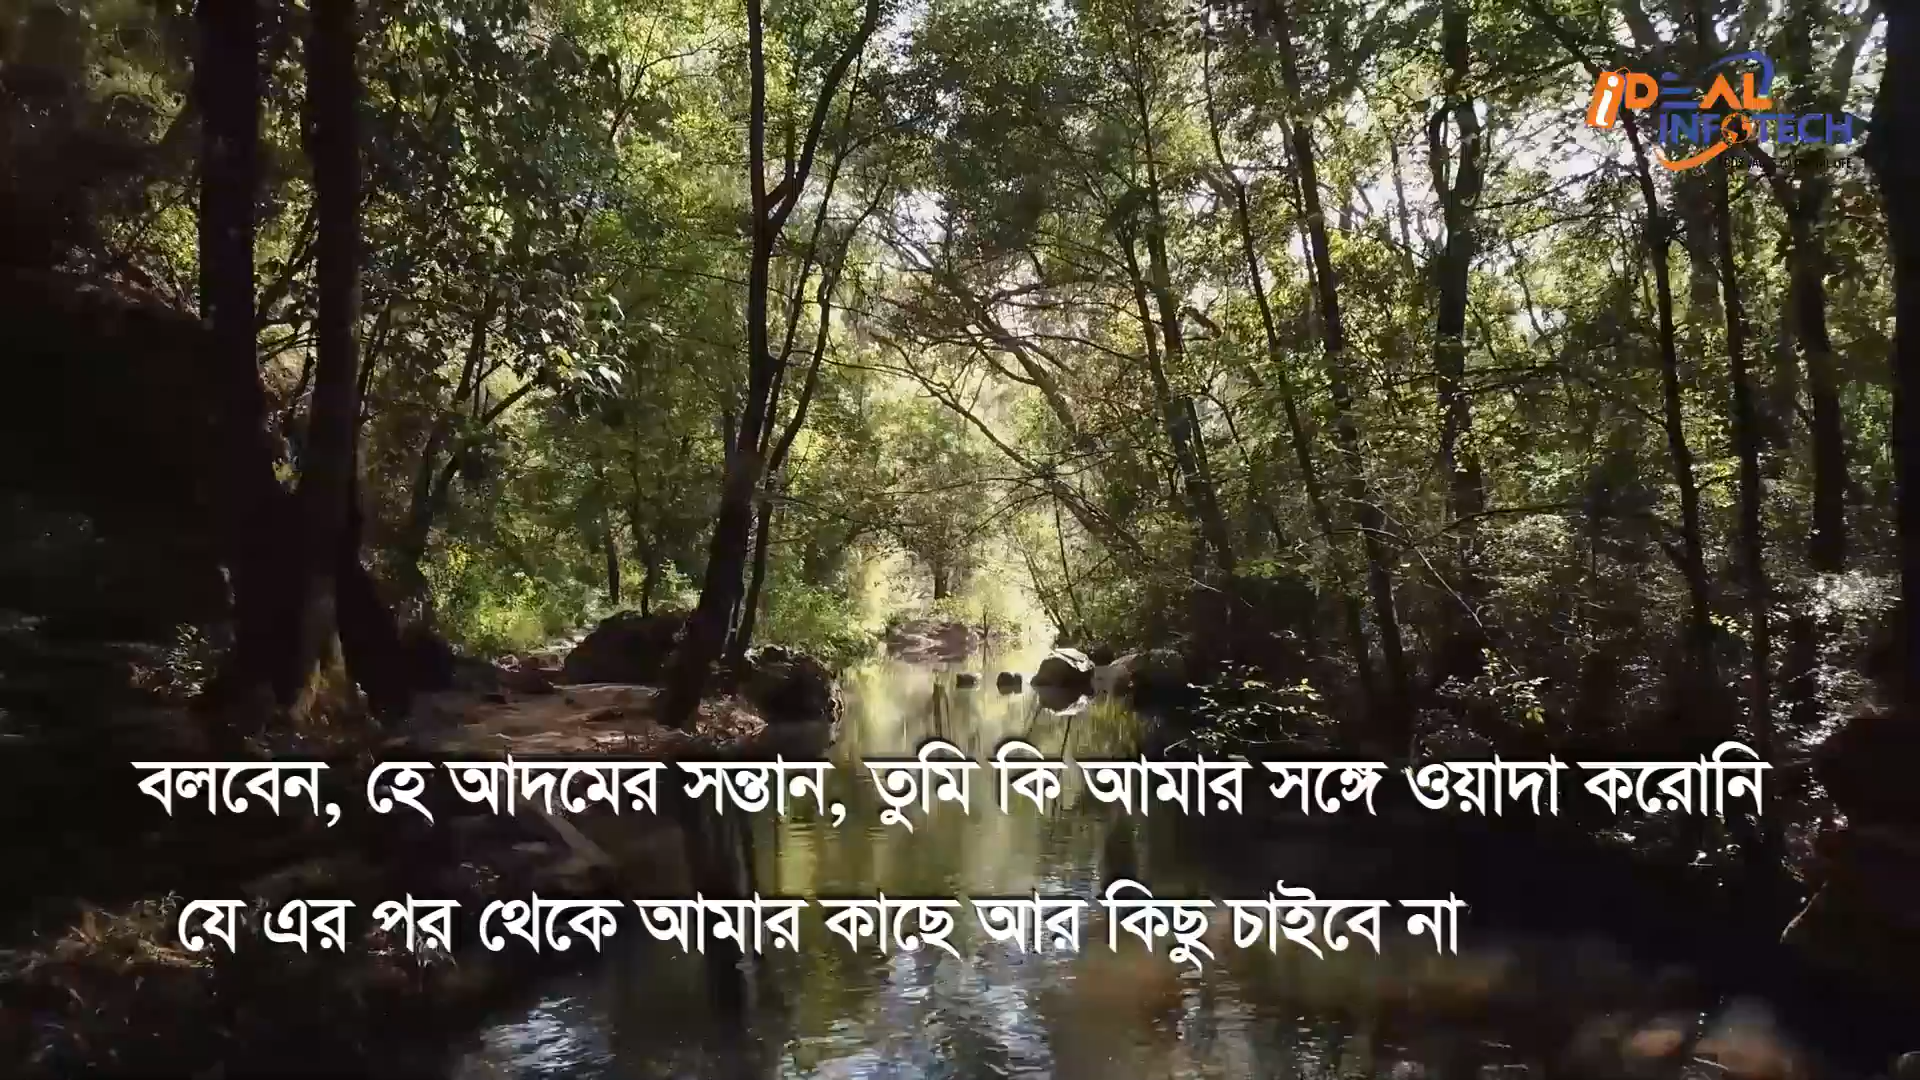 iDEAL
INFOTECH
বলবেন, হে আদমের সন্তান, তুমি কি আমার সঙ্গে ওয়াদা করোনি
যে এর পর থেকে আমার কাছে আর কিছু চাইবে না